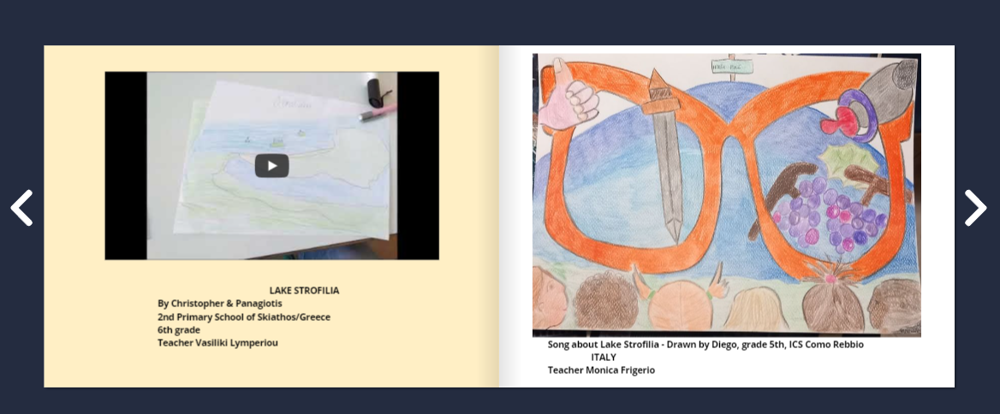 LAKE STROFILIA
By Christopher & Panagiotis
2nd Primary School of Skiathos/Greece
6th grade
Teacher Vasiliki Lymperiou
Song about Lake Strofilia - Drawn by Diego, grade 5th, ICS Como Rebbio
ITALY
Teacher Monica Frigerio